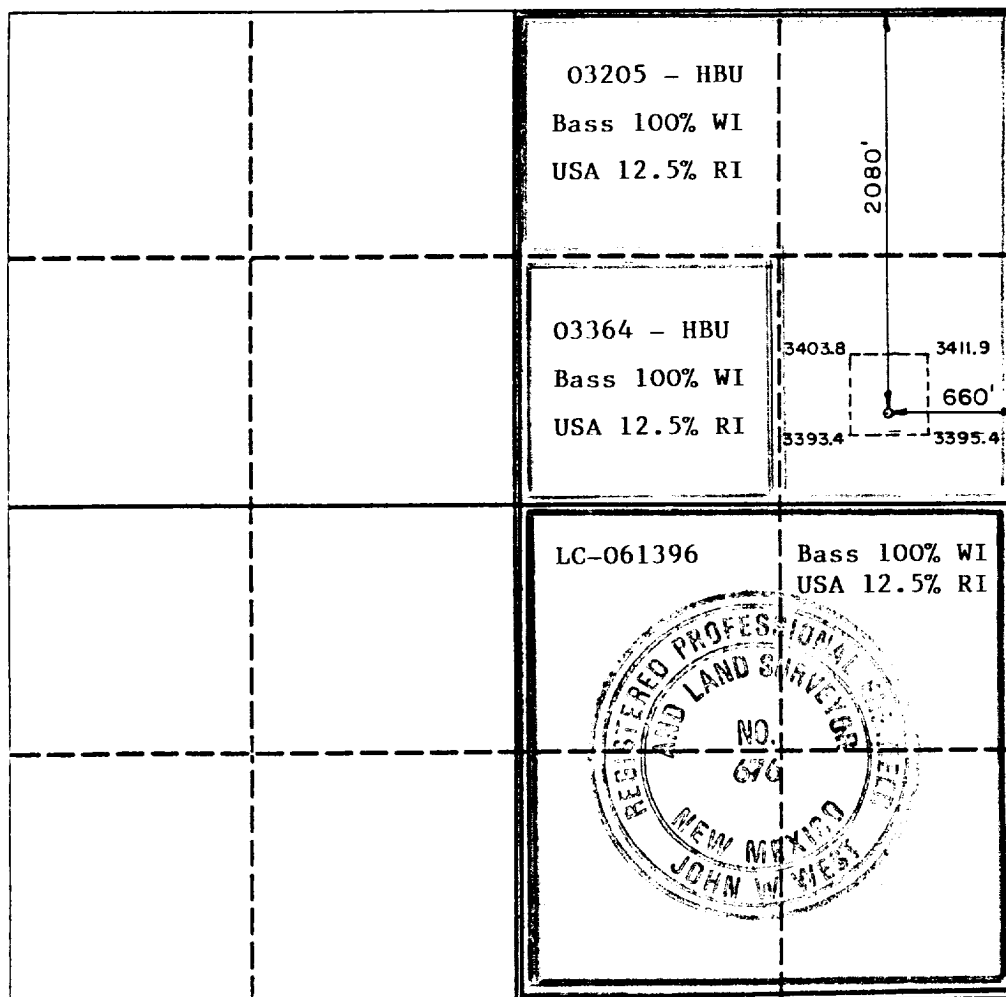 03205 - HBU
Bass 100% WI
USA 12.5% RI
2080'
03364 - HBU
Bass 100% WI
USA 12.5% RI
3403.8 3411.9
660'
3393.4 3395.4
LC-061396
Bass 100% WI
USA 12.5% RI
REGISTERED PROFESSIONAL
AND LAND SURVEYOR
NO.
676
NEW MEXICO
JOHN W WEST